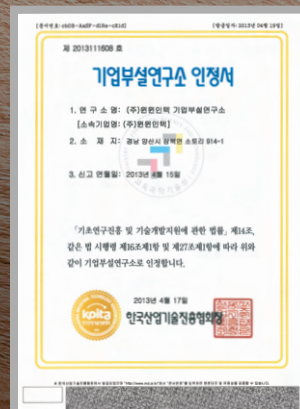 제 2013111608 호
기업부설연구소 인정서
1. 연 구 소 명: (주)윈윈인텍 기업부설연구소
[소속기업명: (주)윈윈인텍]
2. 소 재 지: 경남 양산시 상북면 소토리 914-1
3. 신고 연월일: 2013년 4월 15일
「기초연구진흥 및 기술개발지원에 관한 법률」제14조,
같은 법 시행령 제16조제1항 및 제27조제1항에 따라 위와
같이 기업부설연구소로 인정합니다.
2013년 4월 17일
koita
한국산업기술진흥협회장